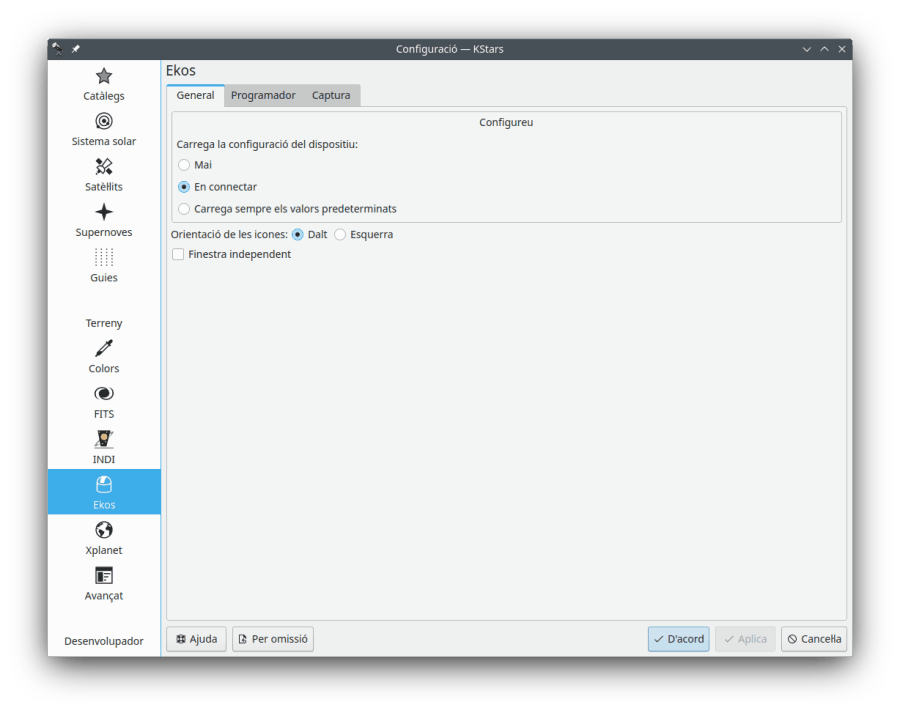 Configuració — KStars
Catàlegs
Sistema solar
Satèl·lits
Supernoves
Guies
Terreny
Colors
FITS
INDI
Ekos
Xplanet
Avançat
Desenvolupador
Ekos
General Programador Captura
Configureu
Carrega la configuració del dispositiu:
Mai
En connectar
Carrega sempre els valors predeterminats
Orientació de les icones: Dalt Esquerra
Finestra independent
Ajuda Per omissió D'acord Aplica Cancel·la